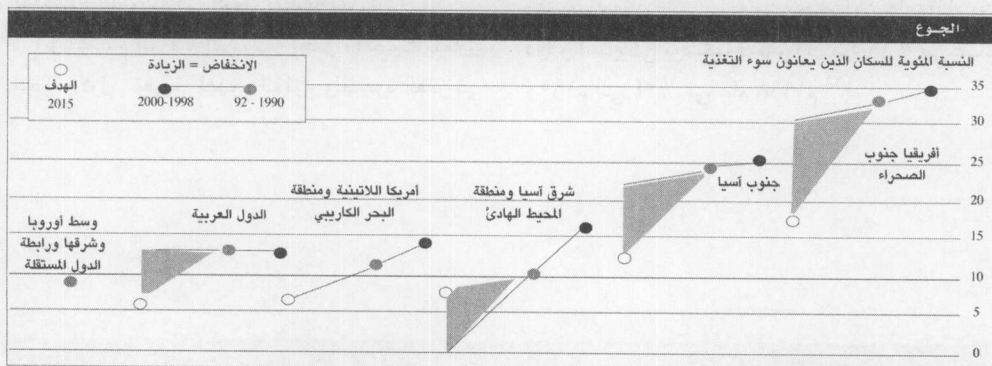 الجوع
النسبة المئوية للسكان الذين يعانون سوء التغذية
الانخفاض = الزيادة
2000-1998
92 - 1990
الهدف
2015
35
30
25
20
15
10
5
0
أفريقيا جنوب
الصحراء
جنوب آسيا
شرق آسيا ومنطقة
المحيط الهادئ
أمريكا اللاتينية ومنطقة
البحر الكاريبي
الدول العربية
وسط أوروبا
وشرقها ورابطة
الدول المستقلة